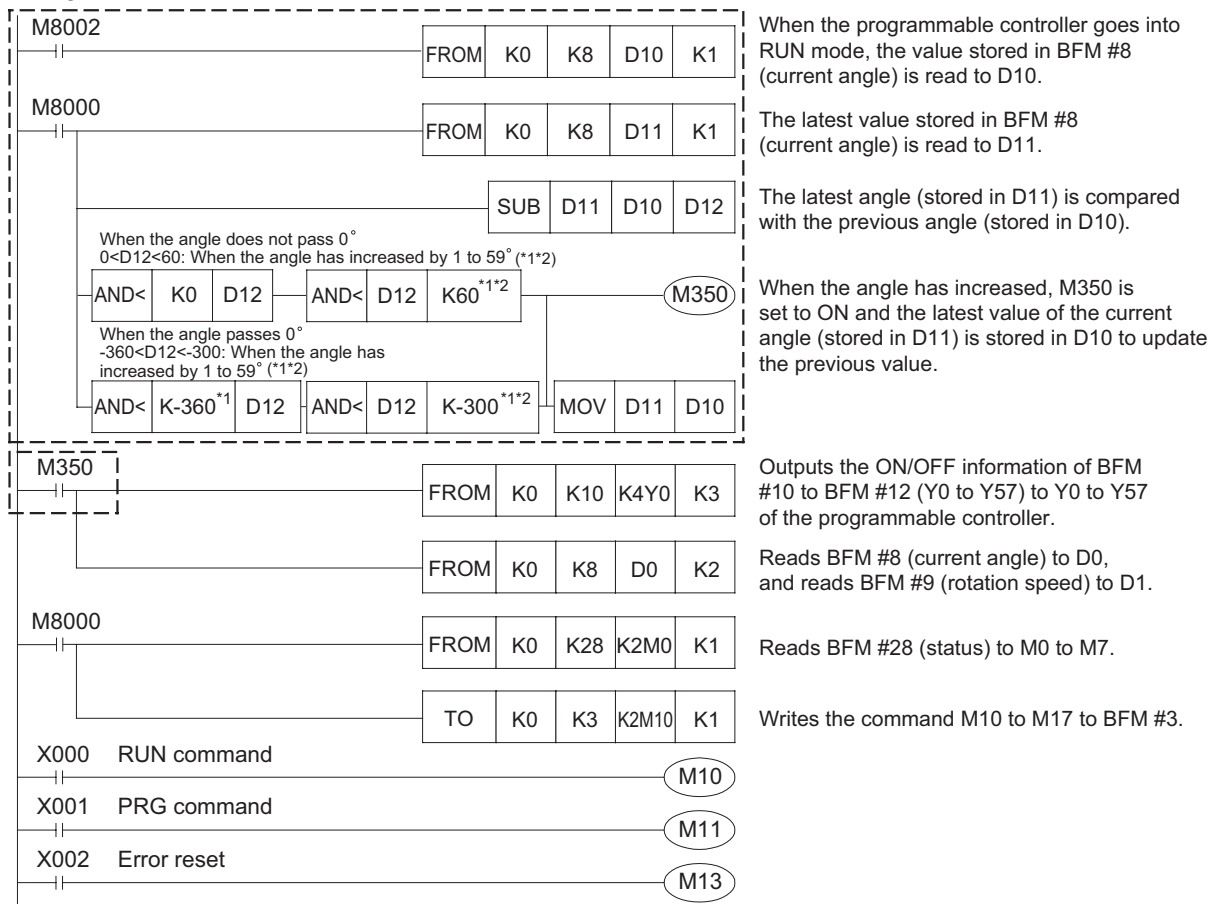 M8002
FROM K0 K8 D10 K1
When the programmable controller goes into
RUN mode, the value stored in BFM #8
(current angle) is read to D10.
M8000
FROM K0 K8 D11 K1
The latest value stored in BFM #8
(current angle) is read to D11.
SUB D11 D10 D12
The latest angle (stored in D11) is compared
with the previous angle (stored in D10).
When the angle does not pass 0°
0<D12<60: When the angle has increased by 1 to 59° (*1*2)
AND< K0 D12 AND< D12 K60*1*2 M350
When the angle has increased, M350 is
set to ON and the latest value of the current
angle (stored in D11) is stored in D10 to update
the previous value.
When the angle passes 0°
-360<D12<-300: When the angle has
increased by 1 to 59° (*1*2)
AND< K-360*1 D12 AND< D12 K-300*1*2 MOV D11 D10
M350
FROM K0 K10 K4Y0 K3
Outputs the ON/OFF information of BFM
#10 to BFM #12 (Y0 to Y57) to Y0 to Y57
of the programmable controller.
FROM K0 K8 D0 K2
Reads BFM #8 (current angle) to D0,
and reads BFM #9 (rotation speed) to D1.
M8000
FROM K0 K28 K2M0 K1
Reads BFM #28 (status) to M0 to M7.
TO K0 K3 K2M10 K1
Writes the command M10 to M17 to BFM #3.
X000 RUN command
M10
X001 PRG command
M11
X002 Error reset
M13